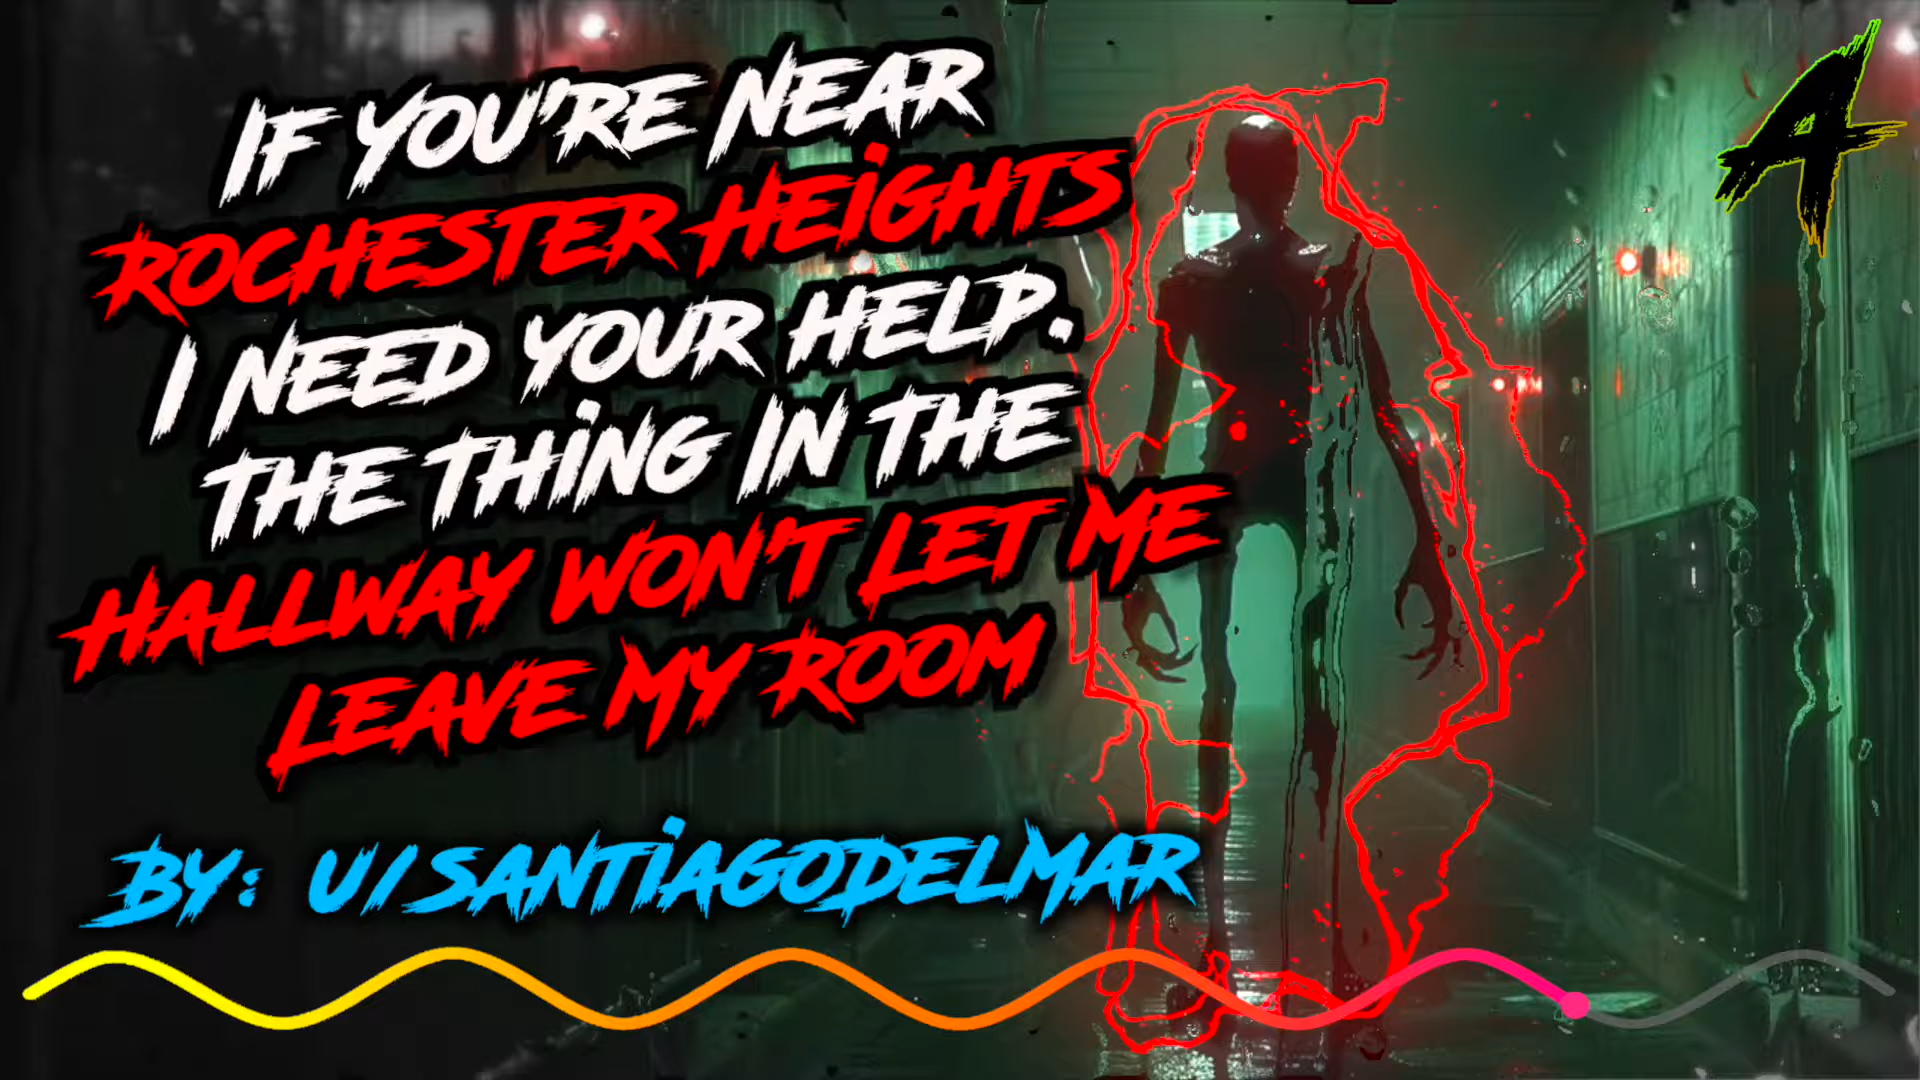 IF YOU'RE NEAR
ROCHESTER HEIGHTS
I NEED YOUR HELP.
THE THING IN THE
HALLWAY WON'T LET ME
LEAVE MY ROOM
BY: U/SANTIAGODELMAR
A